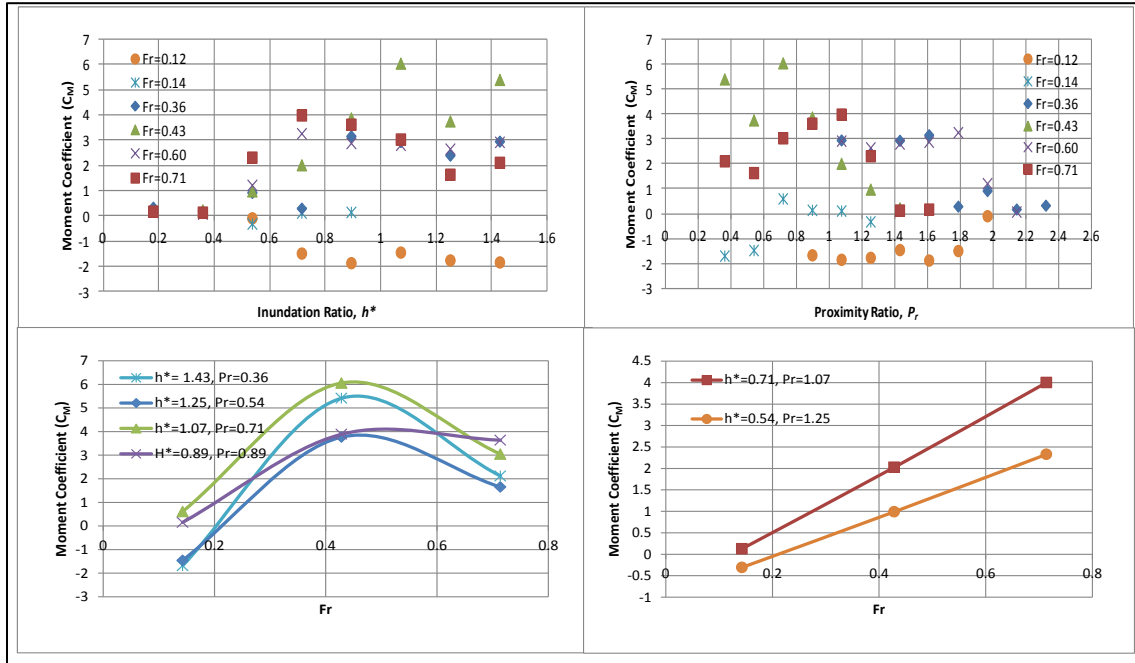 7
6
5
4
3
2
1
0
-1
-2
-3
Moment Coefficient (CM)
Fr=0.12
Fr=0.14
Fr=0.36
Fr=0.43
Fr=0.60
Fr=0.71
0 0.2 0.4 0.6 0.8 1 1.2 1.4 1.6
Inundation Ratio, h*
7
6
5
4
3
2
1
0
-1
-2
-3
Moment Coefficient (CM)
Fr=0.12
Fr=0.14
Fr=0.36
Fr=0.43
Fr=0.60
Fr=0.71
0 0.2 0.4 0.6 0.8 1 1.2 1.4 1.6 1.8 2 2.2 2.4 2.6
Proximity Ratio, Pr
7
6
5
4
3
2
1
0
-1
-2
-3
Moment Coefficient (CM)
h*= 1.43, Pr=0.36
h*=1.25, Pr=0.54
h*=1.07, Pr=0.71
H*=0.89, Pr=0.89
0 0.2 0.4 0.6 0.8
Fr
4.5
4
3.5
3
2.5
2
1.5
1
0.5
0
-0.5
-1
Moment Coefficient (CM)
h*=0.71, Pr=1.07
h*=0.54, Pr=1.25
0 0.2 0.4 0.6 0.8
Fr